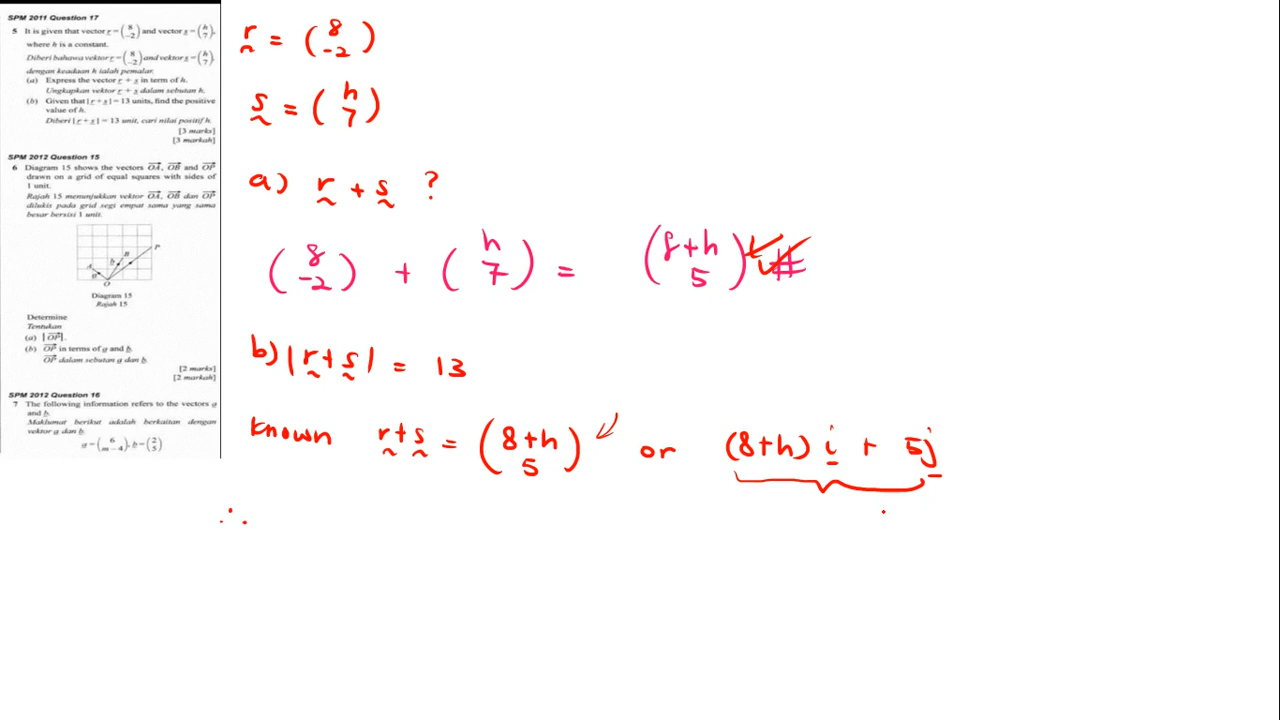 SPM 2011 Question 17
5 It is given that vector r = (8 -2) and vector s = (h 7),
where h is a constant.
Diberi bahawa vektor r = (8 -2) and vektor s = (h 7),
dengan keadaan h ialah pemalar.
(a) Express the vector r + s in term of h.
Ungkapkan vektor r + s dalam sebutan h.
(b) Given that |r + s| = 13 units, find the positive
value of h.
Diberi |r + s| = 13 unit, cari nilai positif h.
[3 marks]
[3 markah]
SPM 2012 Question 15
6 Diagram 15 shows the vectors OA, OB and OP
drawn on a grid of equal squares with sides of
1 unit.
Rajah 15 menunjukkan vektor OA, OB dan OP
dilukis pada grid segi empat sama yang sama
besar bersisi 1 unit.
A B P
O
Diagram 15
Rajah 15
Determine
Tentukan
(a) |OP|.
(b) OP in terms of a and b.
OP dalam sebutan a dan b.
[2 marks]
[2 markah]
SPM 2012 Question 16
7 The following information refers to the vectors a
and b.
Maklumat berikut adalah berkaitan dengan
vektor a dan b.
a = (6 m-4), b = (2 5)
r = (8 -2)
s = (h 7)
a) r + s ?
(8 -2) + (h 7) = (8+h 5) #
b) |r + s| = 13
known r+s = (8+h 5) or (8+h) i + 5j
∴